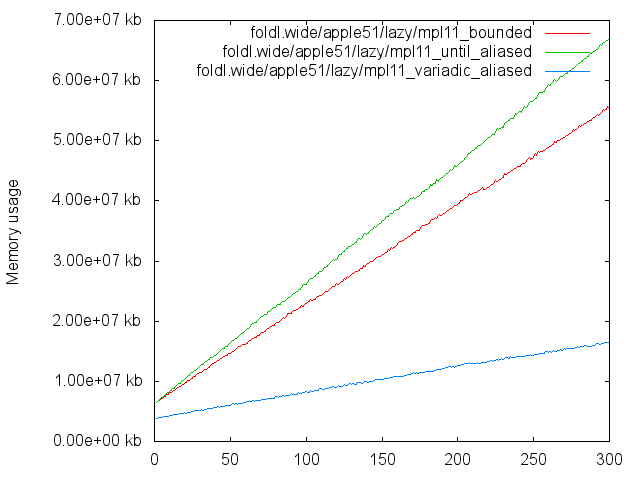 7.00e+07 kb
6.00e+07 kb
5.00e+07 kb
4.00e+07 kb
3.00e+07 kb
2.00e+07 kb
1.00e+07 kb
0.00e+00 kb
Memory usage
foldl.wide/apple51/lazy/mpl11_bounded
foldl.wide/apple51/lazy/mpl11_until_aliased
foldl.wide/apple51/lazy/mpl11_variadic_aliased
0 50 100 150 200 250 300